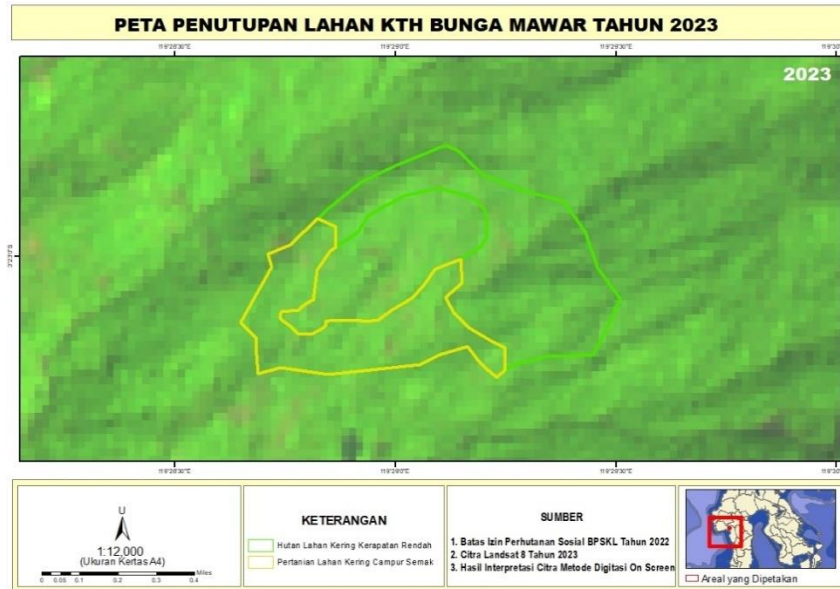 PETA PENUTUPAN LAHAN KTH BUNGA MAWAR TAHUN 2023
2023
U
1:12,000
(Ukuran Kertas A4)
0 0.05 0.1 0.2 0.3 0.4
Miles
KETERANGAN
Hutan Lahan Kering Kerapatan Rendah
Pertanian Lahan Kering Campur Semak
SUMBER
1. Batas Izin Perhutanan Sosial BPSKL Tahun 2022
2. Citra Landsat 8 Tahun 2023
3. Hasil Interpretasi Citra Metode Digitasi On Screen
Areal yang Dipetakan